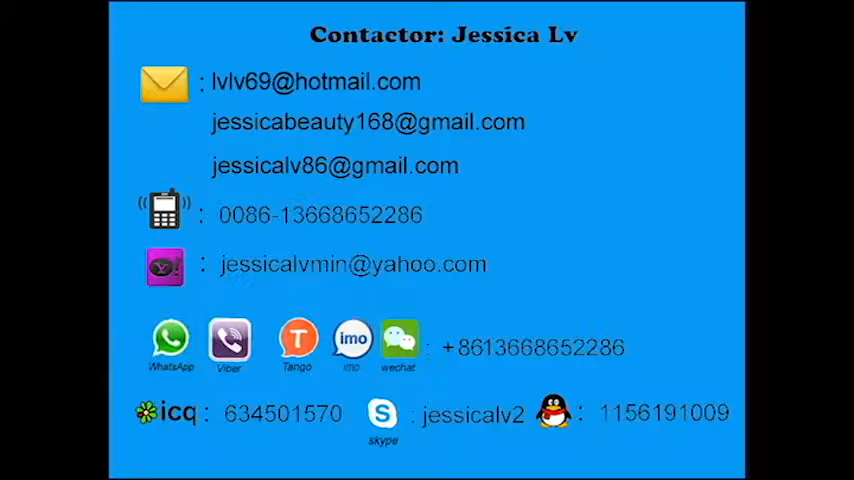 Contactor: Jessica Lv
: lvlv69@hotmail.com
jessicabeauty168@gmail.com
jessicalv86@gmail.com
: 0086-13668652286
Y! : jessicalvmin@yahoo.com
T imo : +8613668652286
WhatsApp Viber Tango imo wechat
icq : 634501570 S : jessicalv2 : 1156191009
skype